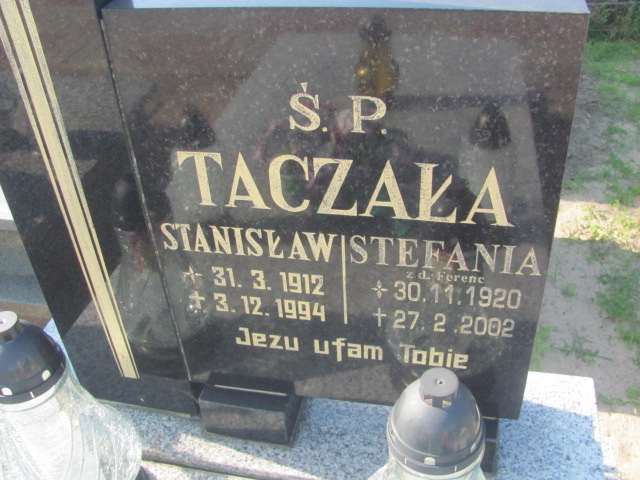 Ś. P.
TACZAŁA
STANISŁAW
31. 3. 1912
3. 12. 1994
STEFANIA
z d. Ferenc
30.11.1920
27. 2. 2002
Jezu ufam Tobie